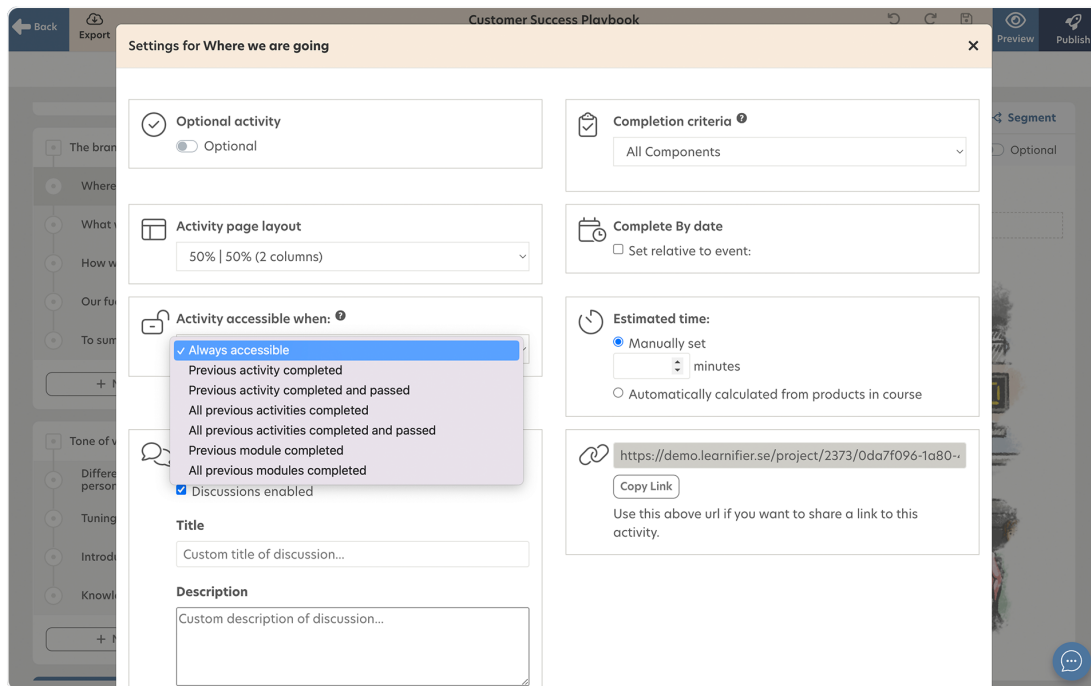 Back
Export
Customer Success Playbook
Preview
Publish
Settings for Where we are going
Optional activity
Optional
Completion criteria
All Components
Segment
Optional
The bran
Where
What
How w
Our fu
To sum
Activity page layout
50% | 50% (2 columns)
Complete By date
Set relative to event:
Activity accessible when:
Always accessible
Previous activity completed
Previous activity completed and passed
All previous activities completed
All previous activities completed and passed
Previous module completed
All previous modules completed
Estimated time:
Manually set
minutes
Automatically calculated from products in course
Tone of v
Differe
person
Tuning
Introdu
Knowl
Discussions enabled
Title
Custom title of discussion...
Description
Custom description of discussion...
https://demo.learnifier.se/project/2373/0da7f096-1a80-
Copy Link
Use this above url if you want to share a link to this
activity.